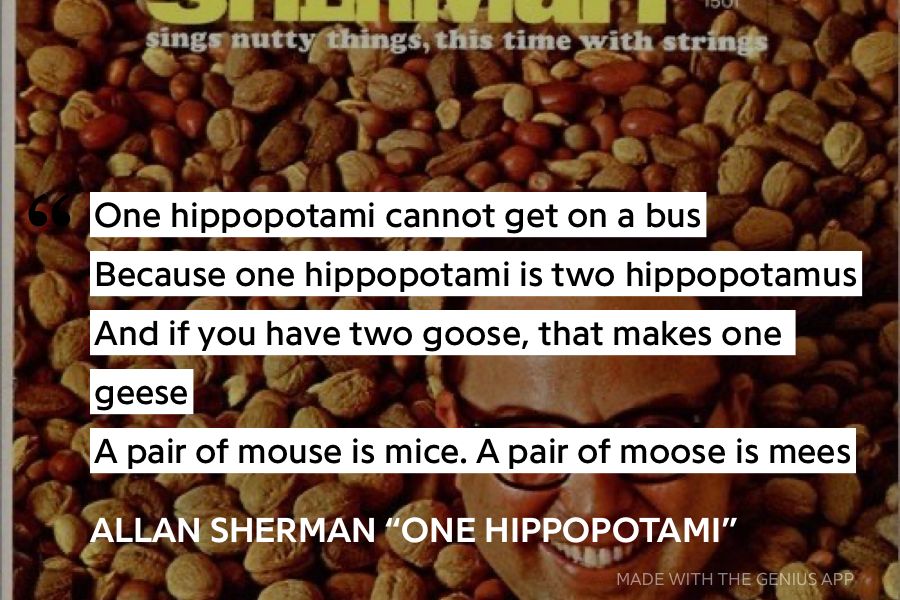 SHERMAN
1501
sings nutty things, this time with strings
“
One hippopotami cannot get on a bus
Because one hippopotami is two hippopotamus
And if you have two goose, that makes one
geese
A pair of mouse is mice. A pair of moose is mees
ALLAN SHERMAN “ONE HIPPOPOTAMI”
MADE WITH THE GENIUS APP